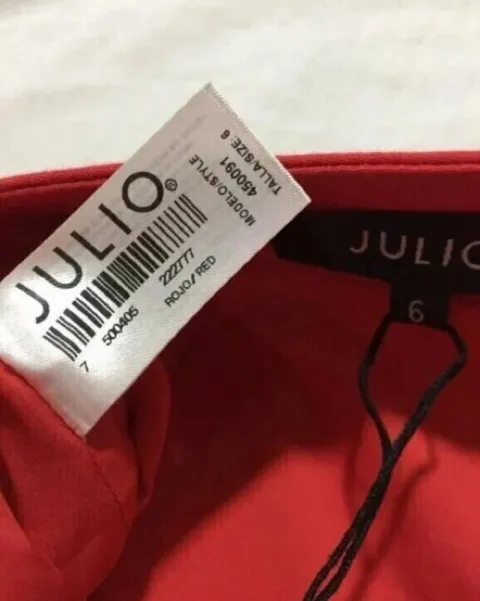 JULIO®
MODELO/STYLE
450091
TALLA/SIZE: 6
7 500405 222777
ROJO/RED
JULIO
6